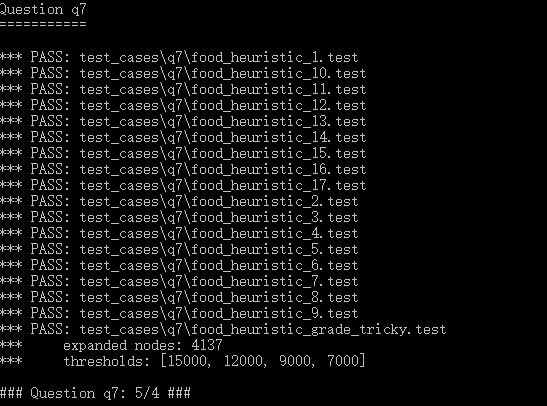 Question q7
===========
*** PASS: test_cases\q7\food_heuristic_1.test
*** PASS: test_cases\q7\food_heuristic_10.test
*** PASS: test_cases\q7\food_heuristic_11.test
*** PASS: test_cases\q7\food_heuristic_12.test
*** PASS: test_cases\q7\food_heuristic_13.test
*** PASS: test_cases\q7\food_heuristic_14.test
*** PASS: test_cases\q7\food_heuristic_15.test
*** PASS: test_cases\q7\food_heuristic_16.test
*** PASS: test_cases\q7\food_heuristic_17.test
*** PASS: test_cases\q7\food_heuristic_2.test
*** PASS: test_cases\q7\food_heuristic_3.test
*** PASS: test_cases\q7\food_heuristic_4.test
*** PASS: test_cases\q7\food_heuristic_5.test
*** PASS: test_cases\q7\food_heuristic_6.test
*** PASS: test_cases\q7\food_heuristic_7.test
*** PASS: test_cases\q7\food_heuristic_8.test
*** PASS: test_cases\q7\food_heuristic_9.test
*** PASS: test_cases\q7\food_heuristic_grade_tricky.test
***     expanded nodes: 4137
***     thresholds: [15000, 12000, 9000, 7000]
### Question q7: 5/4 ###